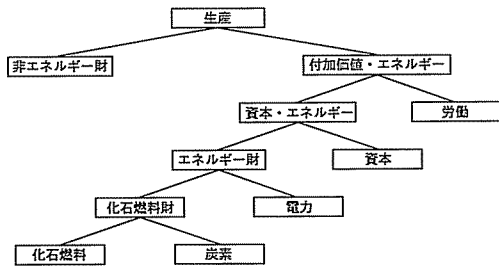 生産
非エネルギー財
付加価値・エネルギー
資本・エネルギー
労働
エネルギー財
資本
化石燃料財
電力
化石燃料
炭素